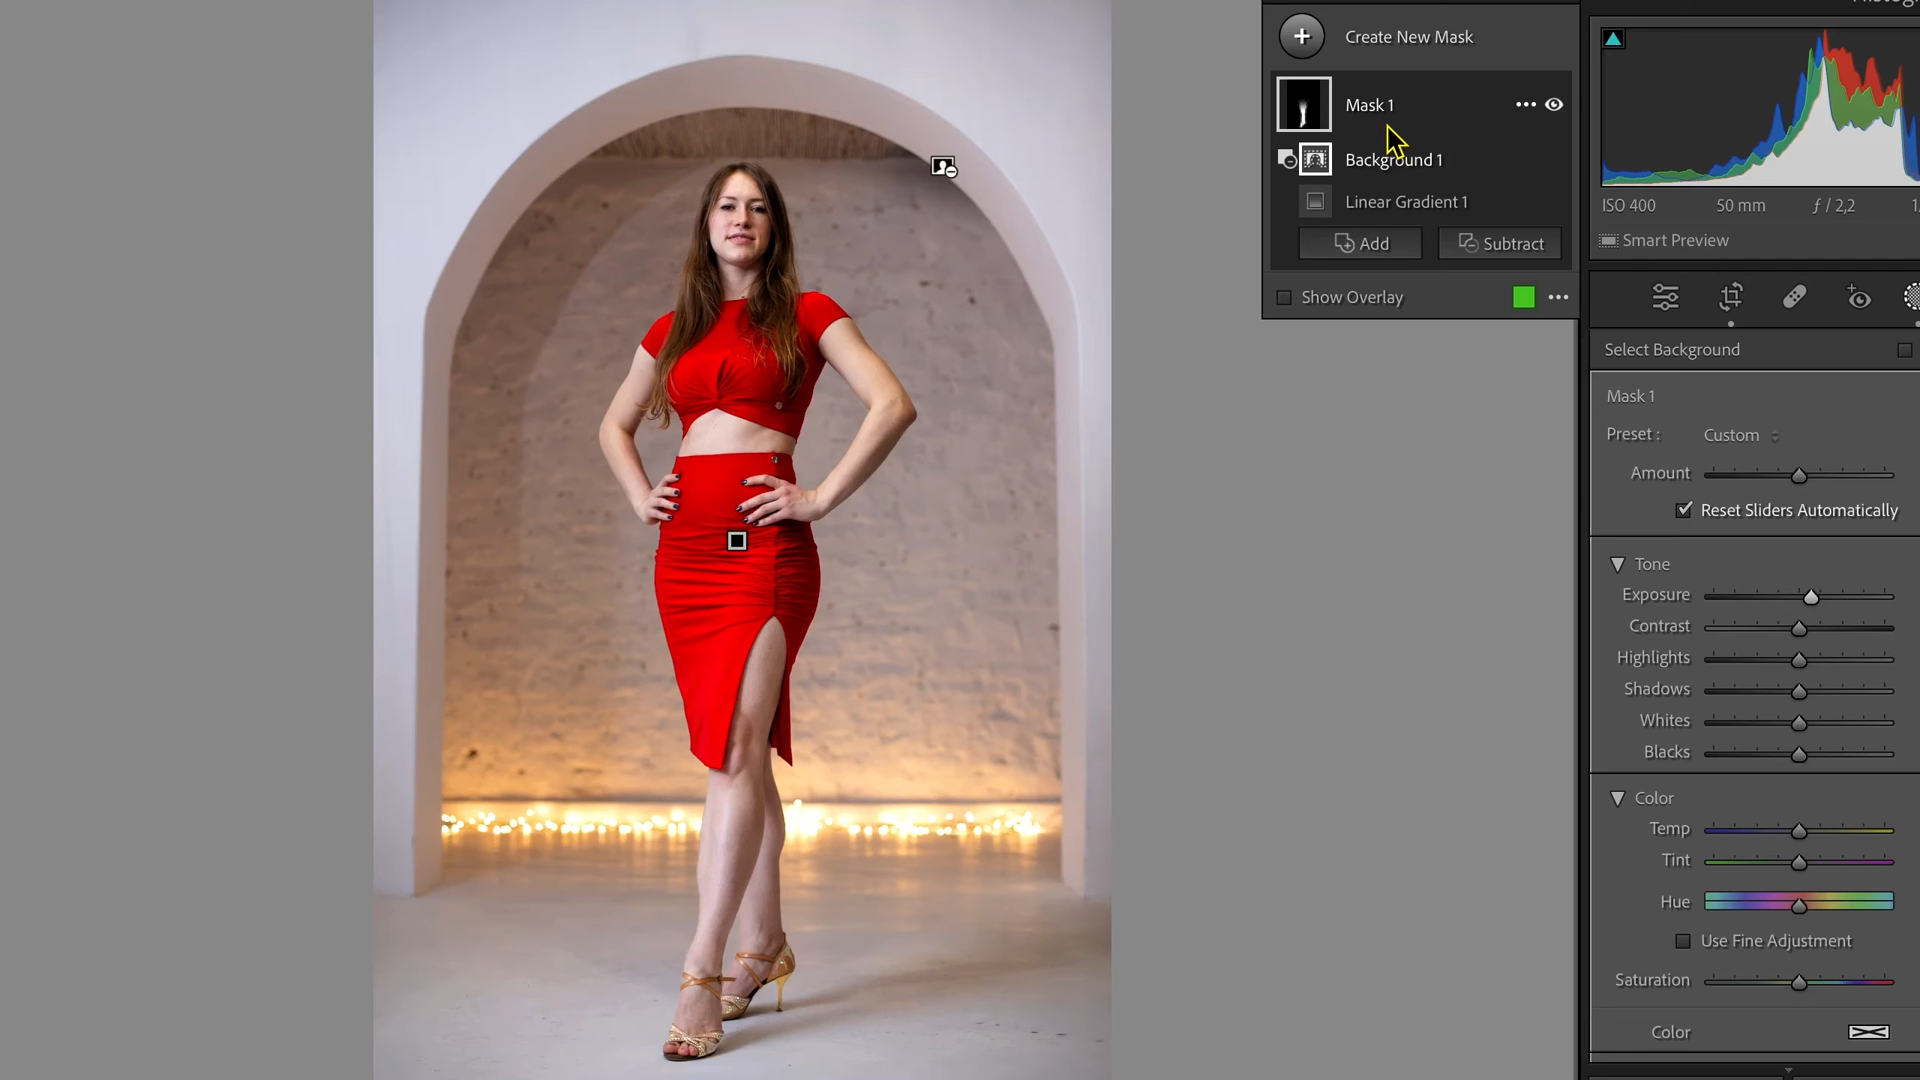 Create New Mask
Mask 1
Background 1
Linear Gradient 1
Add
Subtract
Show Overlay
ISO 400
50 mm
ƒ / 2,2
Smart Preview
Select Background
Mask 1
Preset :
Custom
Amount
Reset Sliders Automatically
Tone
Exposure
Contrast
Highlights
Shadows
Whites
Blacks
Color
Temp
Tint
Hue
Use Fine Adjustment
Saturation
Color